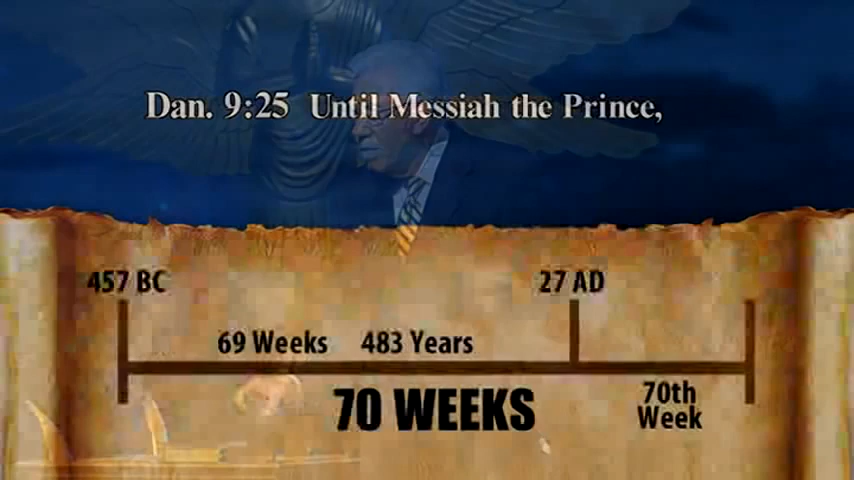 Dan. 9:25 Until Messiah the Prince,
457 BC
27 AD
69 Weeks 483 Years
70 WEEKS
70th
Week